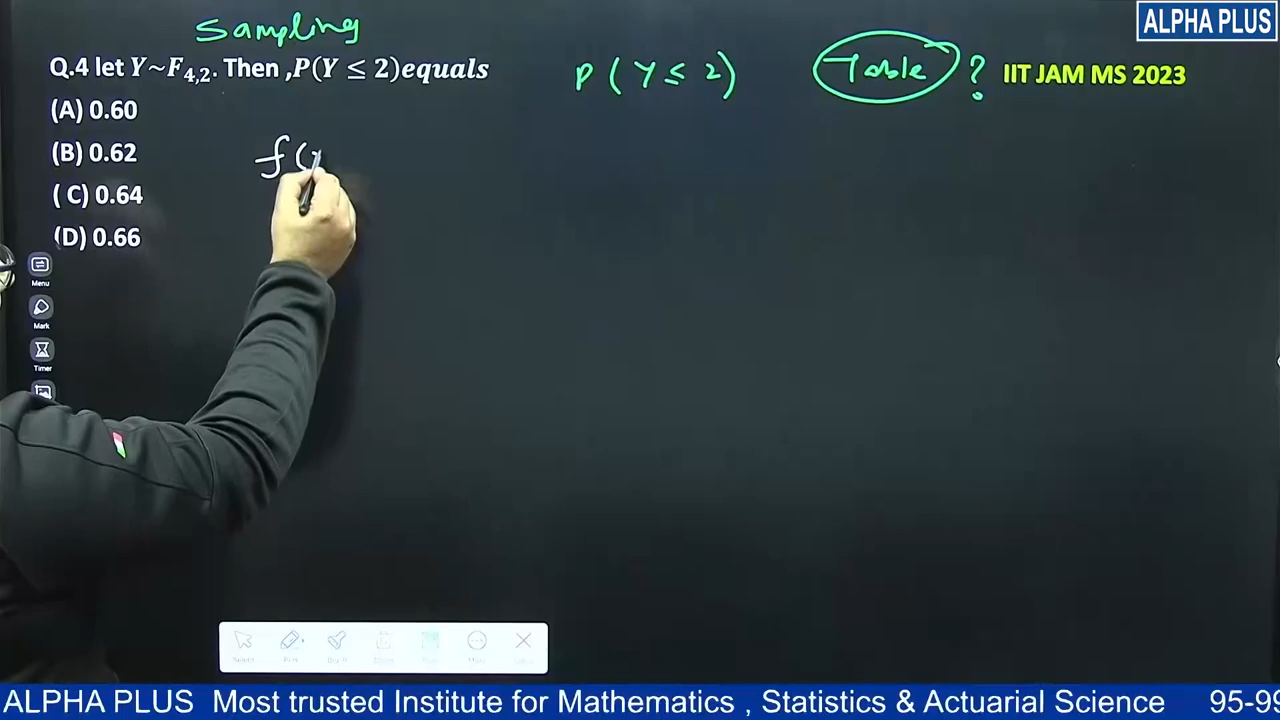 ALPHA PLUS
Sampling
Q.4 let Y~F4,2. Then ,P(Y ≤ 2)equals
P ( Y ≤ 2) Table ? IIT JAM MS 2023
(A) 0.60
(B) 0.62
( C) 0.64
(D) 0.66
f(
Menu
Mark
Timer
ALPHA PLUS Most trusted Institute for Mathematics , Statistics & Actuarial Science 95-99